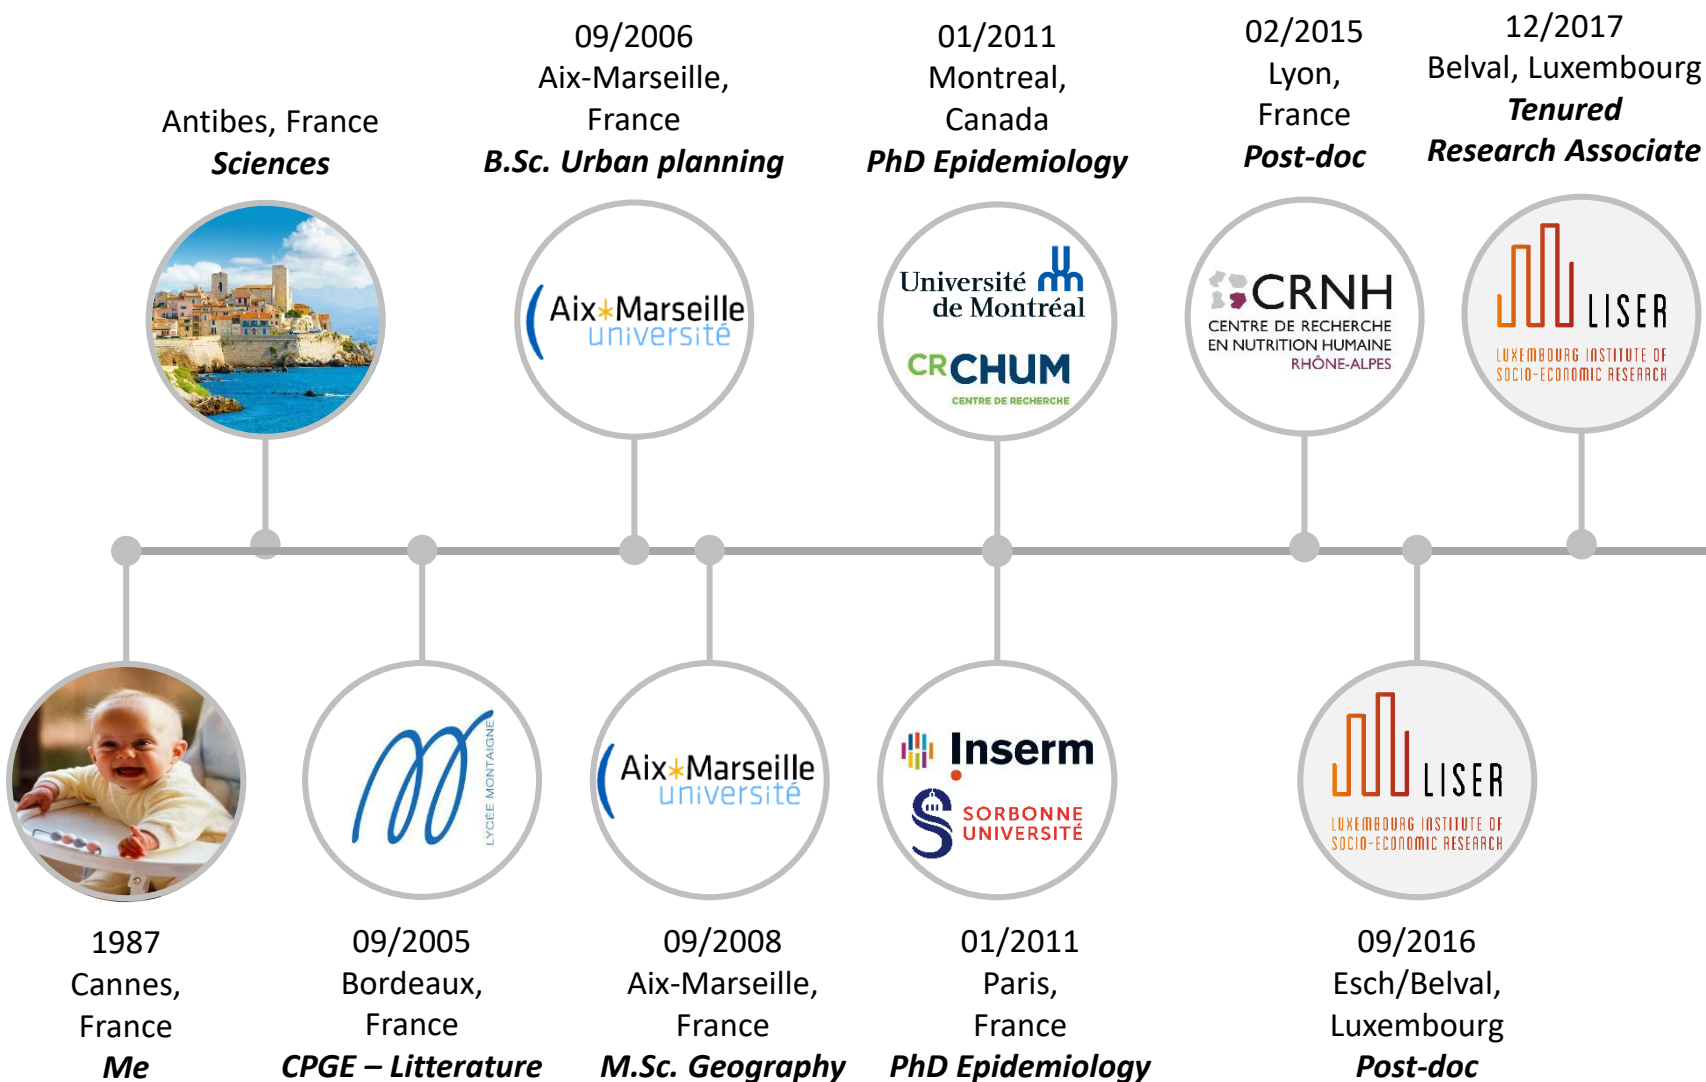 Antibes, France
Sciences
09/2006
Aix-Marseille,
France
B.Sc. Urban planning
Aix*Marseille
université
01/2011
Montreal,
Canada
PhD Epidemiology
Université
de Montréal
CRCHUM
CENTRE DE RECHERCHE
02/2015
Lyon,
France
Post-doc
CRNH
CENTRE DE RECHERCHE
EN NUTRITION HUMAINE
RHÔNE-ALPES
12/2017
Belval, Luxembourg
Tenured
Research Associate
LISER
LUXEMBOURG INSTITUTE OF
SOCIO-ECONOMIC RESEARCH
1987
Cannes,
France
Me
LYCÉE MONTAIGNE
09/2005
Bordeaux,
France
CPGE – Litterature
Aix*Marseille
université
09/2008
Aix-Marseille,
France
M.Sc. Geography
Inserm
SORBONNE
UNIVERSITÉ
01/2011
Paris,
France
PhD Epidemiology
LISER
LUXEMBOURG INSTITUTE OF
SOCIO-ECONOMIC RESEARCH
09/2016
Esch/Belval,
Luxembourg
Post-doc